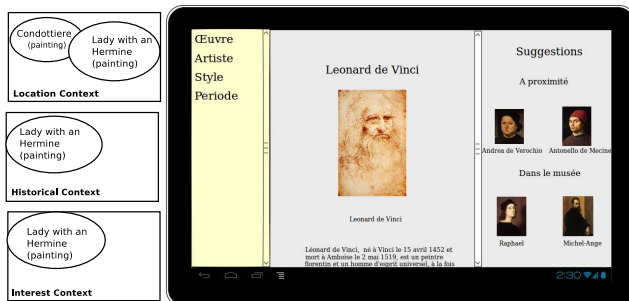 Condottiere
(painting)
Lady with an
Hermine
(painting)
Location Context
Lady with an
Hermine
(painting)
Historical Context
Lady with an
Hermine
(painting)
Interest Context
Œuvre
Artiste
Style
Periode
Leonard de Vinci
Leonard de Vinci
Léonard de Vinci, né à Vinci le 15 avril 1452 et
mort à Amboise le 2 mai 1519, est un peintre
florentin et un homme d'esprit universel, à la fois
Suggestions
A proximité
Andrea de Verochio
Antonello de Mecine
Dans le musée
Raphael
Michel-Ange
2:30